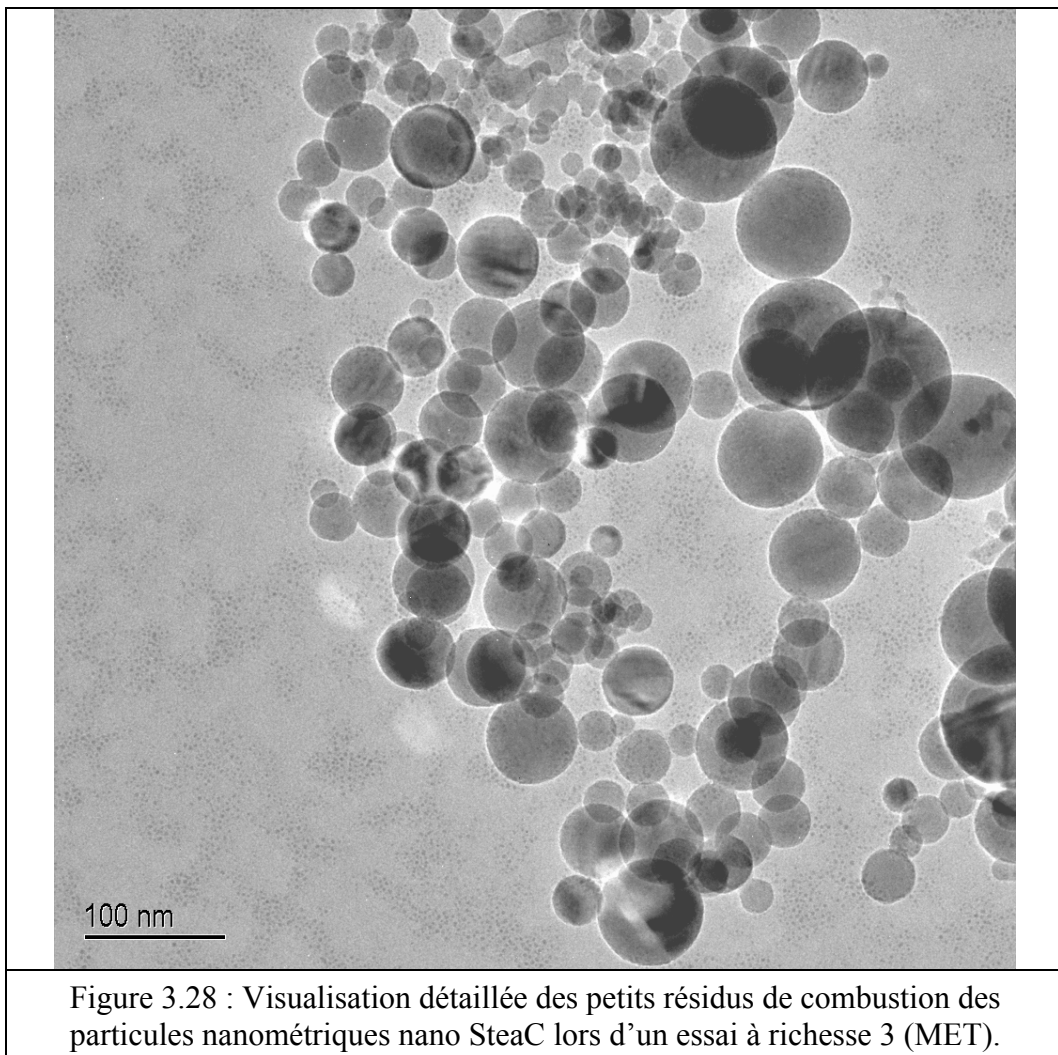 100 nm
Figure 3.28 : Visualisation détaillée des petits résidus de combustion des
particules nanométriques nano SteaC lors d’un essai à richesse 3 (MET).